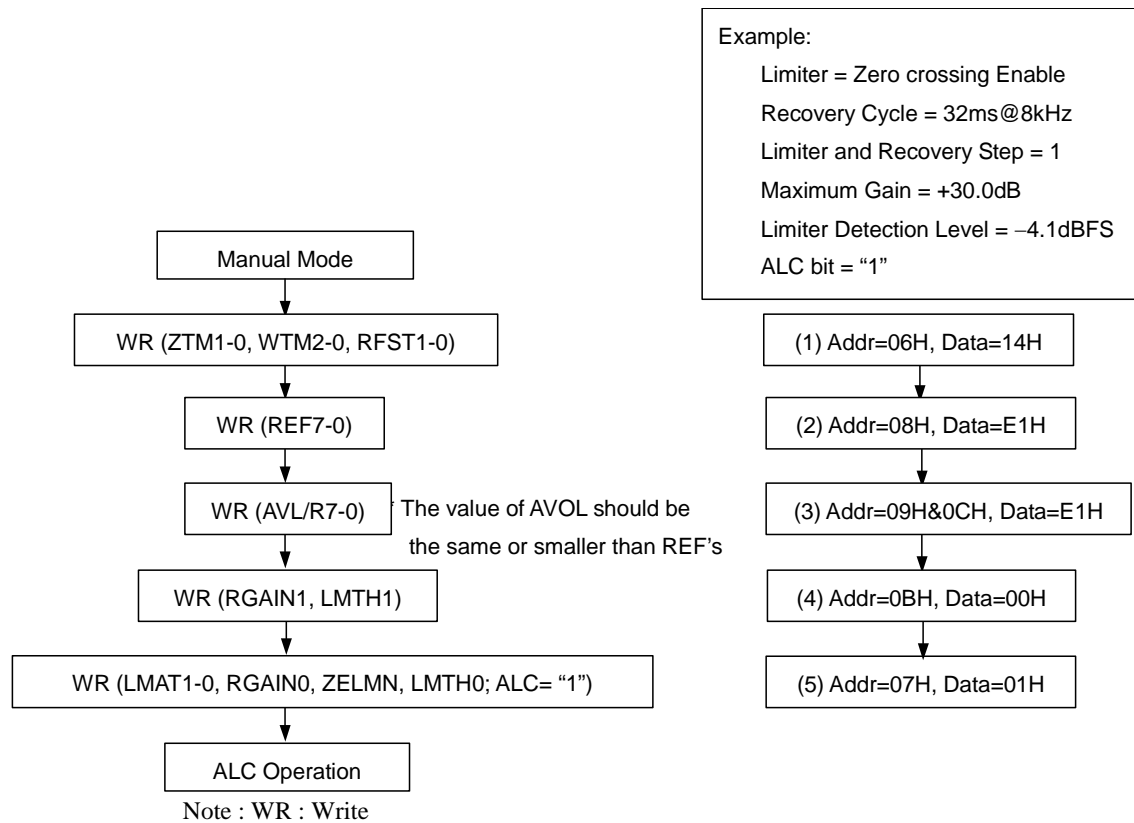 Example:
Limiter = Zero crossing Enable
Recovery Cycle = 32ms@8kHz
Limiter and Recovery Step = 1
Maximum Gain = +30.0dB
Limiter Detection Level = −4.1dBFS
ALC bit = “1”
Manual Mode
WR (ZTM1-0, WTM2-0, RFST1-0)
WR (REF7-0)
WR (AVL/R7-0)
* The value of AVOL should be
the same or smaller than REF’s
WR (RGAIN1, LMTH1)
WR (LMAT1-0, RGAIN0, ZELMN, LMTH0; ALC= “1”)
ALC Operation
Note : WR : Write
(1) Addr=06H, Data=14H
(2) Addr=08H, Data=E1H
(3) Addr=09H&0CH, Data=E1H
(4) Addr=0BH, Data=00H
(5) Addr=07H, Data=01H